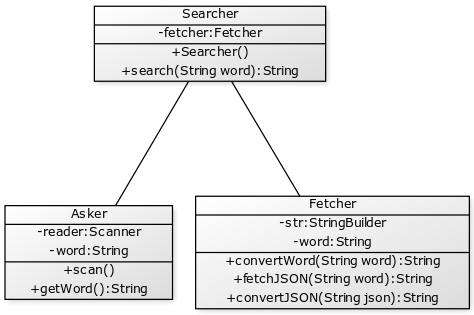 Searcher
-fetcher:Fetcher
+Searcher()
+search(String word):String
Asker
-reader:Scanner
-word:String
+scan()
+getWord():String
Fetcher
-str:StringBuilder
-word:String
+convertWord(String word):String
+fetchJSON(String word):String
+convertJSON(String json):String